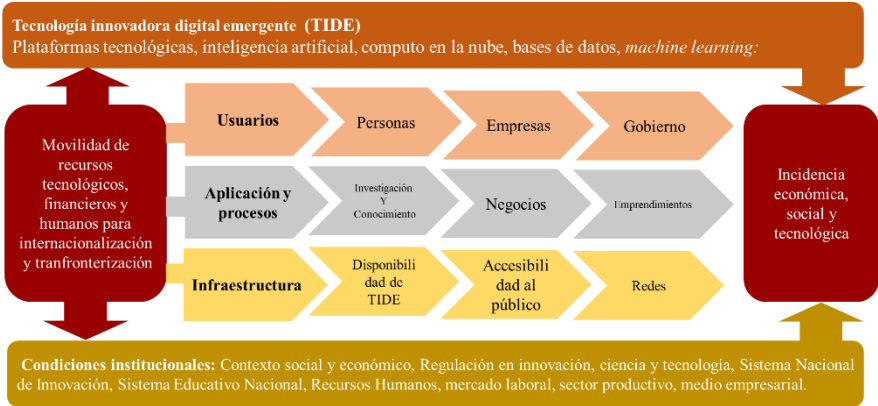 Tecnología innovadora digital emergente (TIDE)
Plataformas tecnológicas, inteligencia artificial, computo en la nube, bases de datos, machine learning:
Movilidad de
recursos
tecnológicos,
financieros y
humanos para
internacionalización
y tranfronterización
Usuarios
Personas
Empresas
Gobierno
Aplicación y
procesos
Investigación
Y
Conocimiento
Negocios
Emprendimientos
Infraestructura
Disponibili
dad de
TIDE
Accesibili
dad al
público
Redes
Incidencia
económica,
social y
tecnológica
Condiciones institucionales: Contexto social y económico, Regulación en innovación, ciencia y tecnología, Sistema Nacional
de Innovación, Sistema Educativo Nacional, Recursos Humanos, mercado laboral, sector productivo, medio empresarial.